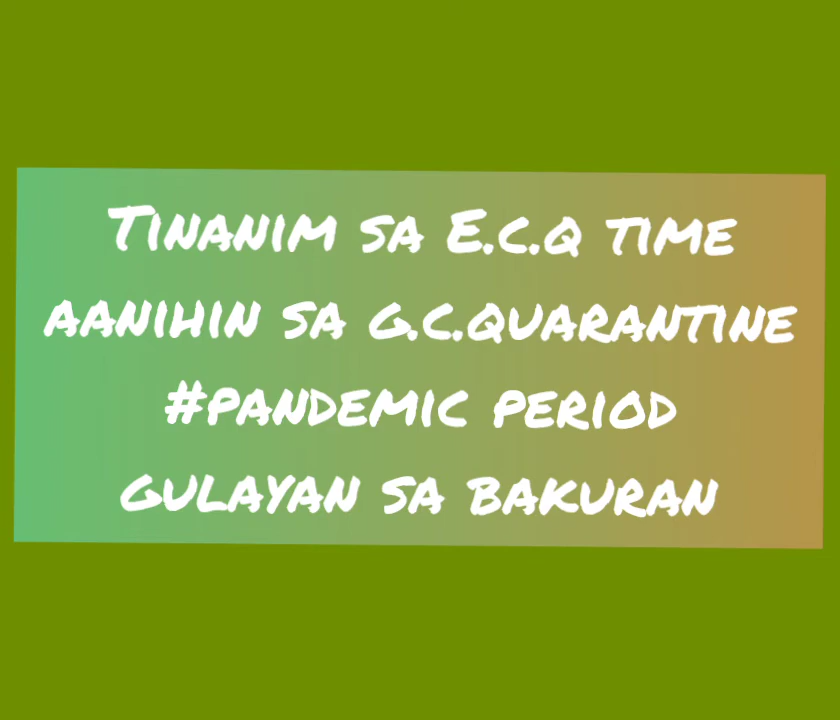 Tinanim sa E.c.q time
aanihin sa g.c.quarantine
#pandemic period
gulayan sa bakuran